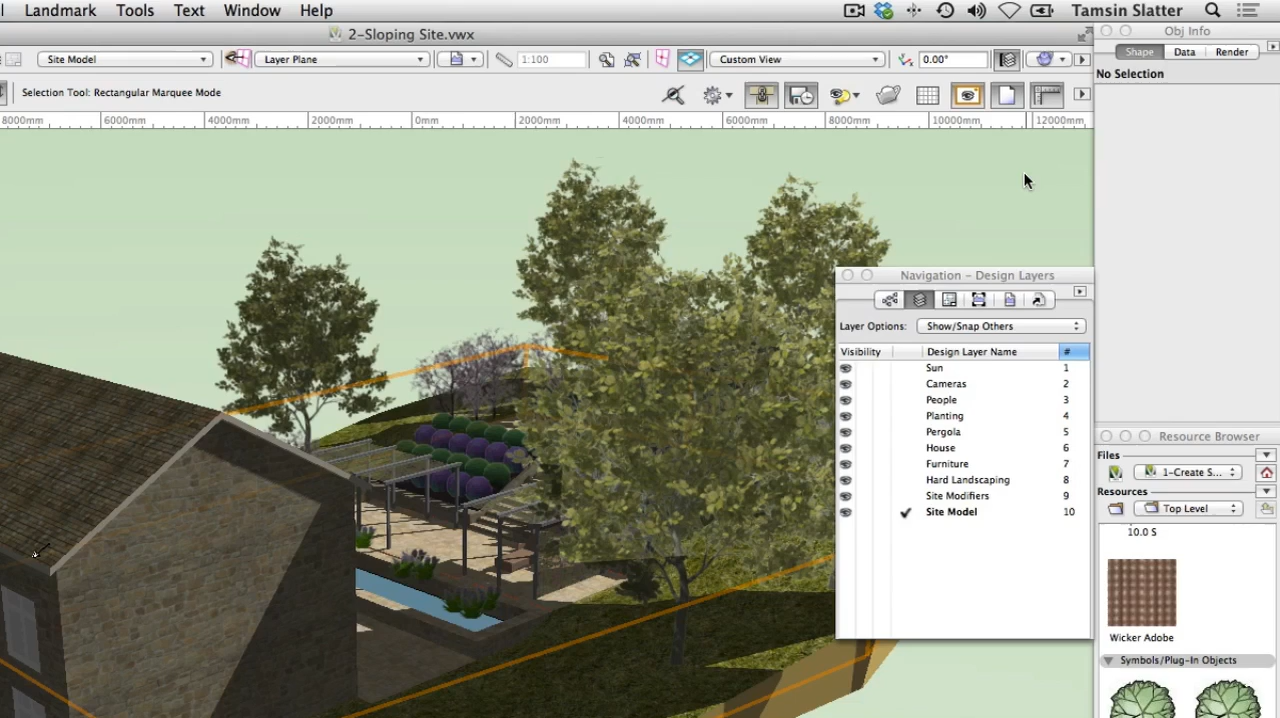 Landmark Tools Text Window Help Tamsin Slatter
2-Sloping Site.vwx
Obj Info
Site Model Layer Plane 1:100 Custom View 0.00°
Shape Data Render
No Selection
Selection Tool: Rectangular Marquee Mode
8000mm 6000mm 4000mm 2000mm 0mm 2000mm 4000mm 6000mm 8000mm 10000mm 12000mm
Navigation – Design Layers
Layer Options: Show/Snap Others
Visibility Design Layer Name #
Sun 1
Cameras 2
People 3
Planting 4
Pergola 5
House 6
Furniture 7
Hard Landscaping 8
Site Modifiers 9
Site Model 10
Resource Browser
Files
1-Create S...
Resources
Top Level
10.0 S
Wicker Adobe
Symbols/Plug-In Objects